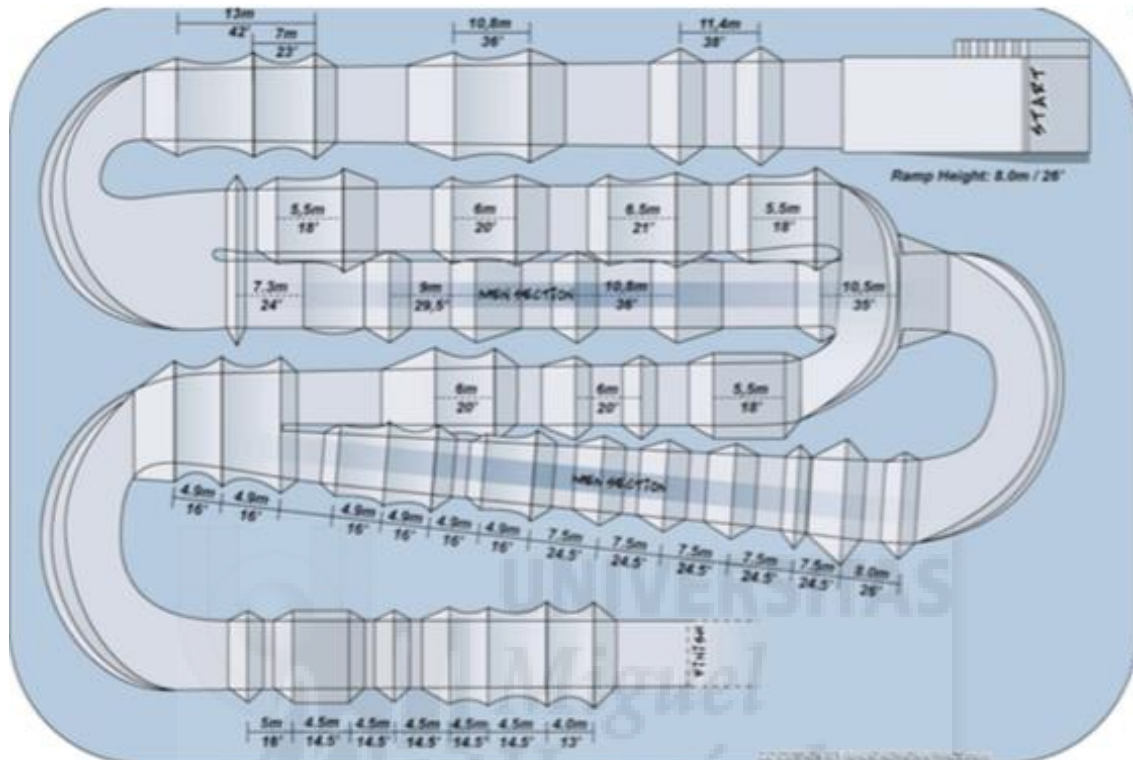 13m
42'
7m
23'
10,8m
36'
11,4m
38'
START
Ramp Height: 8.0m / 26'
5,5m
18'
6m
20'
6.5m
21'
5.5m
18'
7.3m
24'
9m
29,5'
MEN SECTION
10,8m
36'
10,5m
35'
6m
20'
6m
20'
5,5m
18'
MEN SECTION
4.9m
16'
4.9m
16'
4.9m
16'
4.9m
16'
4.9m
16'
4.9m
16'
7.5m
24.5'
7.5m
24.5'
7.5m
24.5'
7.5m
24.5'
7.5m
24.5'
8.0m
26'
UNIVERSITAS
Miguel
FINISH
5m
16'
4.5m
14.5'
4.5m
14.5'
4.5m
14.5'
4.5m
14.5'
4.5m
14.5'
4.0m
13'